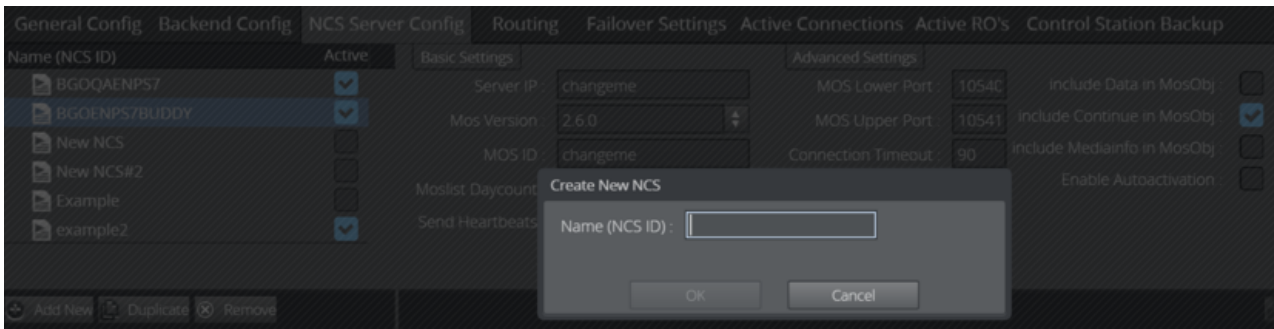 General Config Backend Config NCS Server Config Routing Failover Settings Active Connections Active RO's Control Station Backup
Name (NCS ID) Active Basic Settings Advanced Settings
BGOQAENPS7 Server IP : changeme MOS Lower Port : 10540 include Data in MosObj :
BGOENPS7BUDDY Mos Version : 2.6.0 MOS Upper Port : 10541 include Continue in MosObj :
New NCS MOS ID : changeme Connection Timeout : 90 include Mediainfo in MosObj :
New NCS#2 Moslist Daycount Enable Autoactivation :
Example Send Heartbeats
example2
Create New NCS
Name (NCS ID) :
OK Cancel
Add New Duplicate Remove